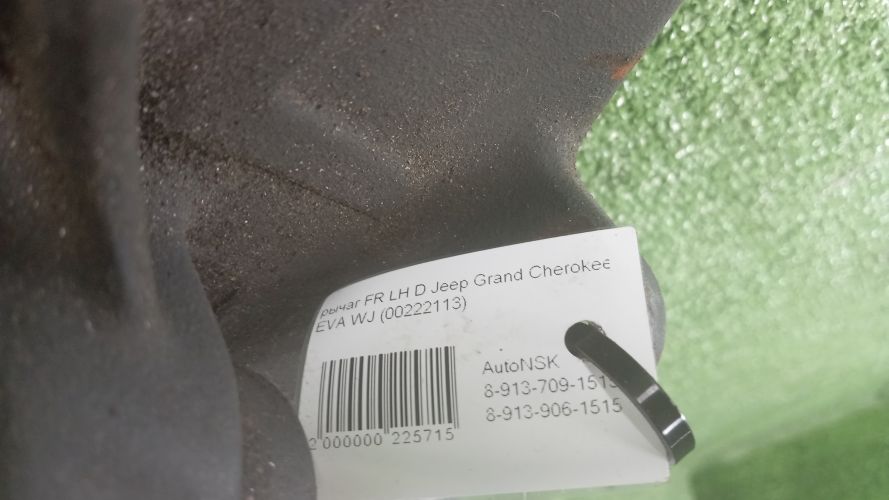 рычаг FR LH D Jeep Grand Cherokee
EVA WJ (00222113)
AutoNSK
8-913-709-1515
8-913-906-1515
2 000000 225715